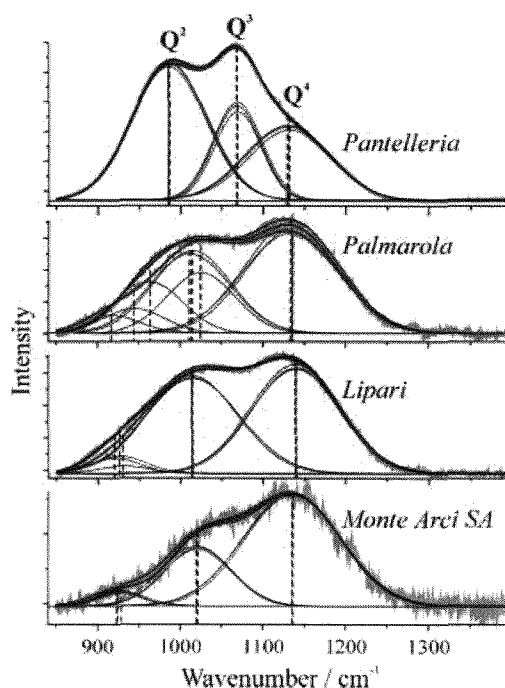 Q² Q³
Q⁴
Pantelleria
Palmarola
Lipari
Monte Arci SA
Intensity
900 1000 1100 1200 1300
Wavenumber / cm⁻¹